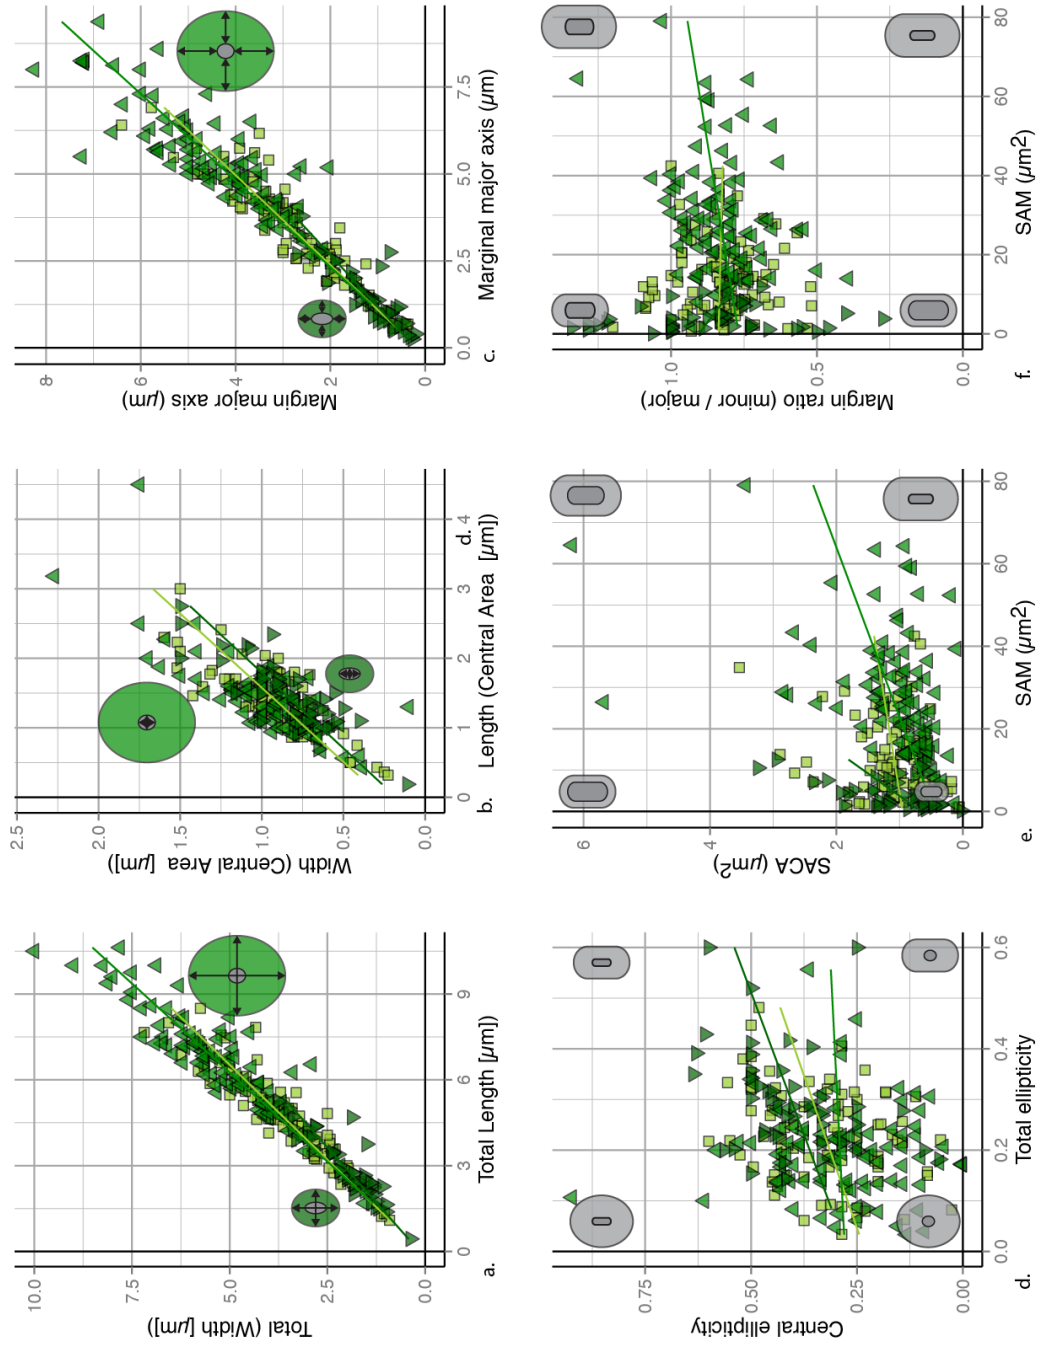 10.0
7.5
5.0
2.5
0.0
Total (Width [ µm])
0
3
6
9
a.
Total Length [µm])
2.5
2.0
1.5
1.0
0.5
0.0
Width (Central Area [µm])
0
1
2
3
d. 4
b.
Length (Central Area [µm])
8
6
4
2
0
Margin major axis (µm)
0.0
2.5
5.0
7.5
c.
Marginal major axis (µm)
0.75
0.50
0.25
0.00
Central ellipticity
0.0
0.2
0.4
0.6
d.
Total ellipticity
6
4
2
0
SACA (µm2)
0
20
40
60
80
e.
SAM (µm2)
1.0
0.5
0.0
Margin ratio (minor / major)
0
20
40
60
80
f.
SAM (µm2)